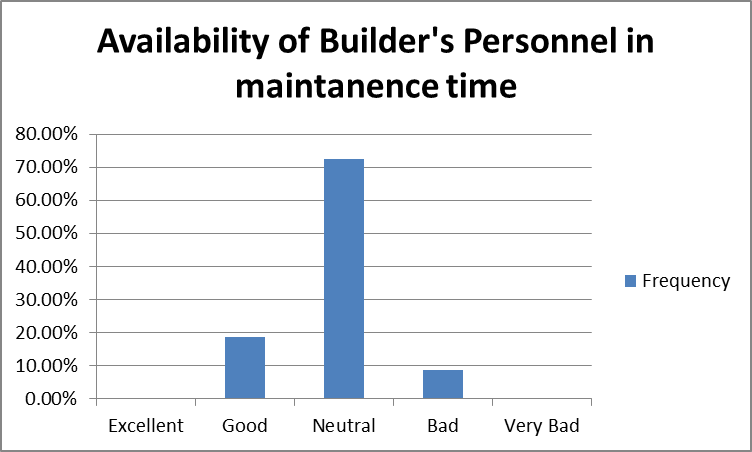 Availability of Builder's Personnel in
maintanence time
80.00%
70.00%
60.00%
50.00%
40.00%
30.00%
20.00%
10.00%
0.00%
Excellent Good Neutral Bad Very Bad
Frequency